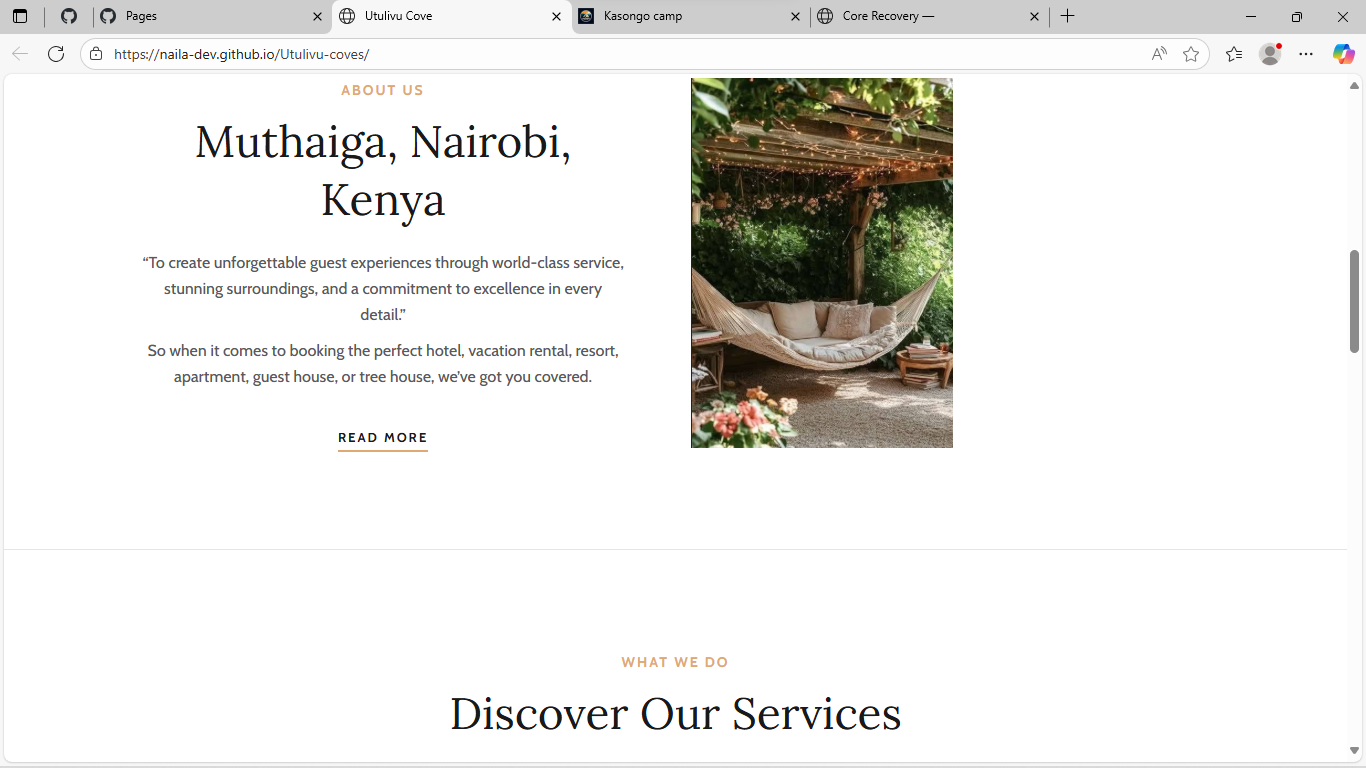 Pages
Utulivu Cove
Kasongo camp
Core Recovery —
https://naila-dev.github.io/Utulivu-coves/
ABOUT US
Muthaiga, Nairobi,
Kenya
“To create unforgettable guest experiences through world-class service,
stunning surroundings, and a commitment to excellence in every
detail.”
So when it comes to booking the perfect hotel, vacation rental, resort,
apartment, guest house, or tree house, we’ve got you covered.
READ MORE
WHAT WE DO
Discover Our Services